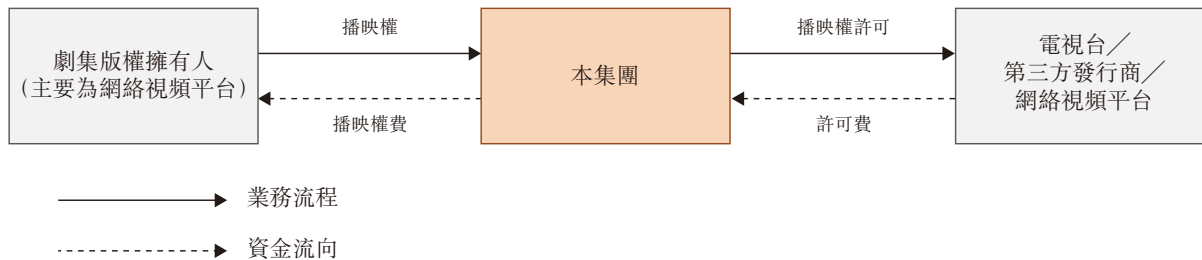 劇集版權擁有人
(主要為網絡視頻平台)
播映權
播映權費
本集團
播映權許可
許可費
電視台／
第三方發行商／
網絡視頻平台
業務流程
資金流向